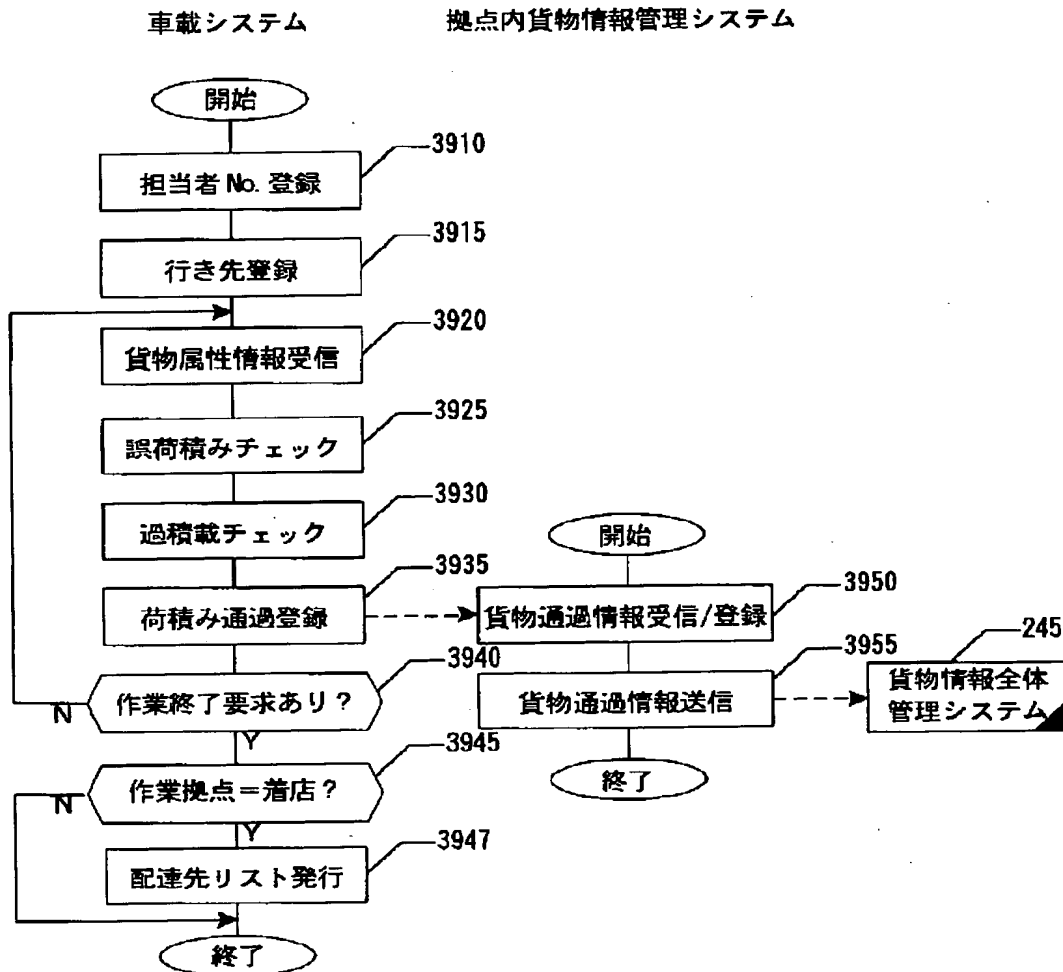 車載システム
拠点内貨物情報管理システム
開始
3910
担当者 No. 登録
3915
行き先登録
3920
貨物属性情報受信
3925
誤荷積みチェック
3930
過積載チェック
3935
荷積み通過登録
3940
作業終了要求あり？
N
Y
3945
作業拠点＝着店？
N
Y
3947
配達先リスト発行
終了
開始
3950
貨物通過情報受信/登録
3955
貨物通過情報送信
終了
245
貨物情報全体
管理システム